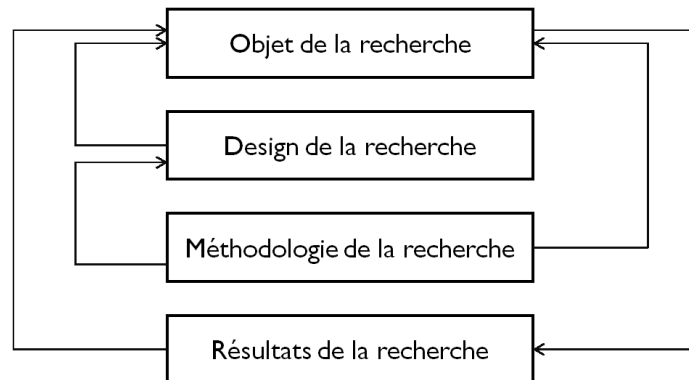 Objet de la recherche
Design de la recherche
Méthodologie de la recherche
Résultats de la recherche